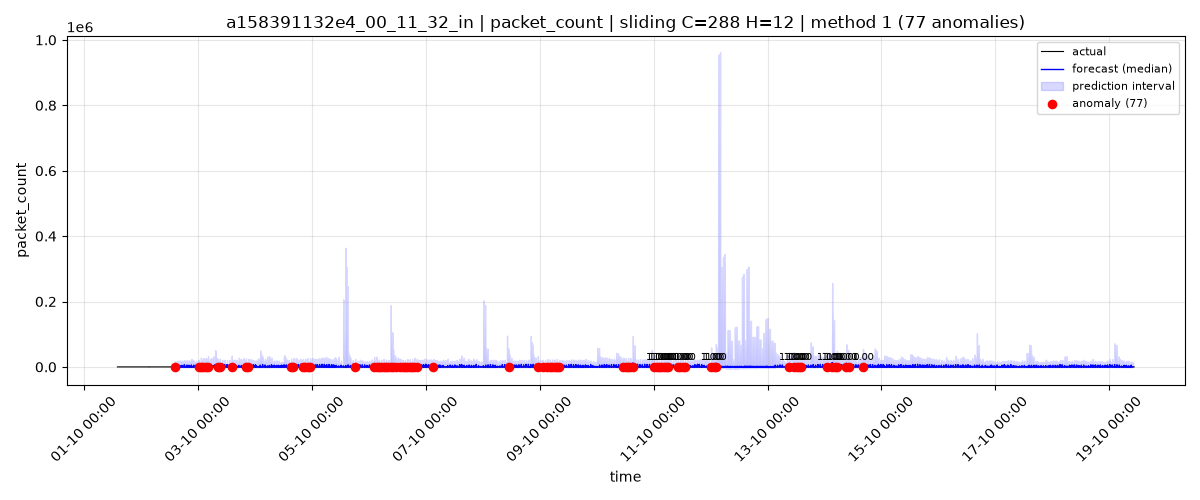 a158391132e4_00_11_32_in | packet_count | sliding C=288 H=12 | method 1 (77 anomalies)
1e6
1.0
0.8
0.6
0.4
0.2
0.0
packet_count
actual
forecast (median)
prediction interval
anomaly (77)
01-10 00:00
03-10 00:00
05-10 00:00
07-10 00:00
09-10 00:00
11-10 00:00
13-10 00:00
15-10 00:00
17-10 00:00
19-10 00:00
time